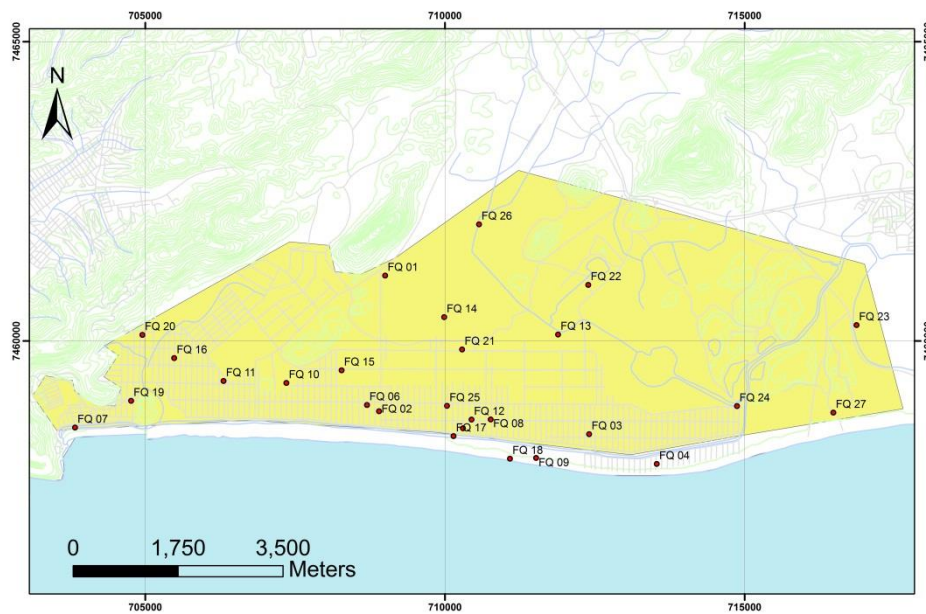 705000
710000
715000
7465000
7465000
N
FQ 26
FQ 01
FQ 22
FQ 14
FQ 23
FQ 20
FQ 13
FQ 21
FQ 16
FQ 15
FQ 11
FQ 10
7460000
FQ 19
FQ 06
FQ 25
FQ 24
FQ 02
FQ 12
FQ 27
FQ 07
FQ 08
FQ 17
FQ 03
FQ 18
FQ 09
FQ 04
0
1,750
3,500
Meters
705000
710000
715000